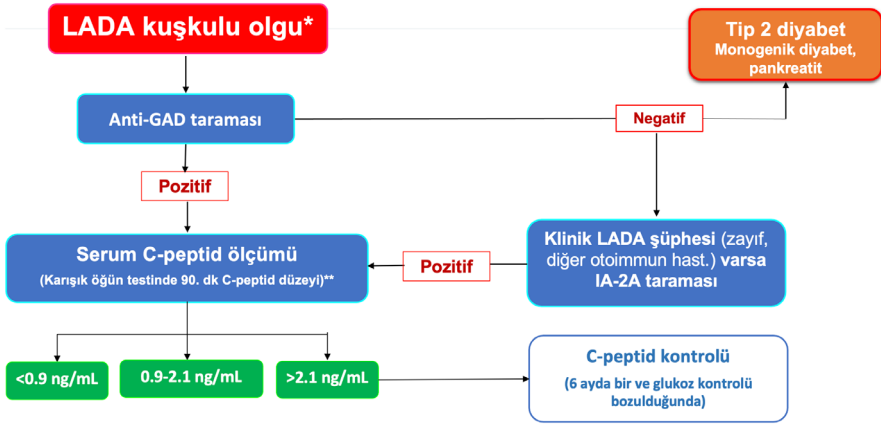 LADA kuşkulu olgu*
Tip 2 diyabet
Monogenik diyabet,
pankreatit
Anti-GAD taraması
Negatif
Pozitif
Serum C-peptid ölçümü
(Karışık öğün testinde 90. dk C-peptid düzeyi)**
Pozitif
Klinik LADA şüphesi (zayıf,
diğer otoimmun hast.) varsa
IA-2A taraması
<0.9 ng/mL
0.9-2.1 ng/mL
>2.1 ng/mL
C-peptid kontrolü
(6 ayda bir ve glukoz kontrolü
bozulduğunda)